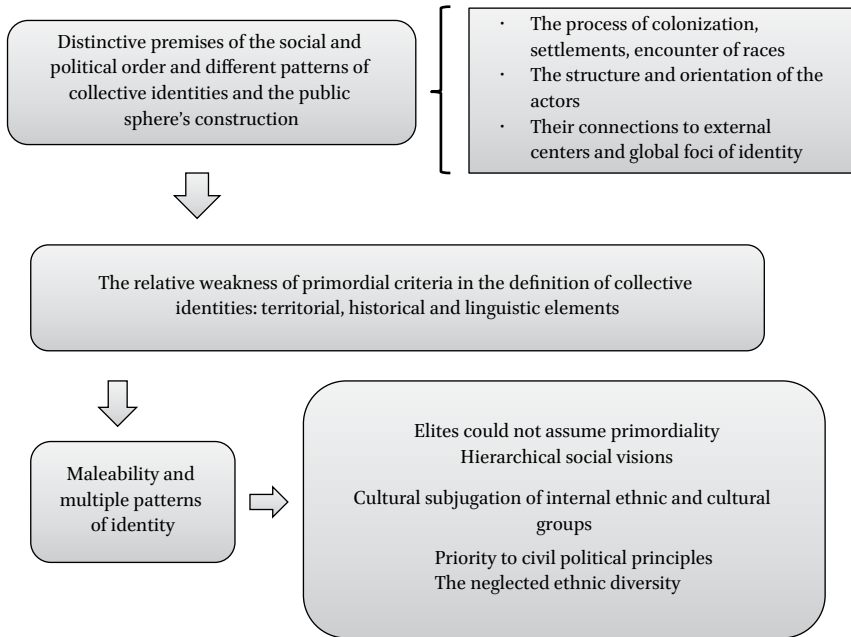 Distinctive premises of the social and
political order and different patterns of
collective identities and the public
sphere's construction
· The process of colonization,
settlements, encounter of races
· The structure and orientation of the
actors
· Their connections to external
centers and global foci of identity
The relative weakness of primordial criteria in the definition of collective
identities: territorial, historical and linguistic elements
Maleability and
multiple patterns
of identity
Elites could not assume primordiality
Hierarchical social visions
Cultural subjugation of internal ethnic and cultural
groups
Priority to civil political principles
The neglected ethnic diversity